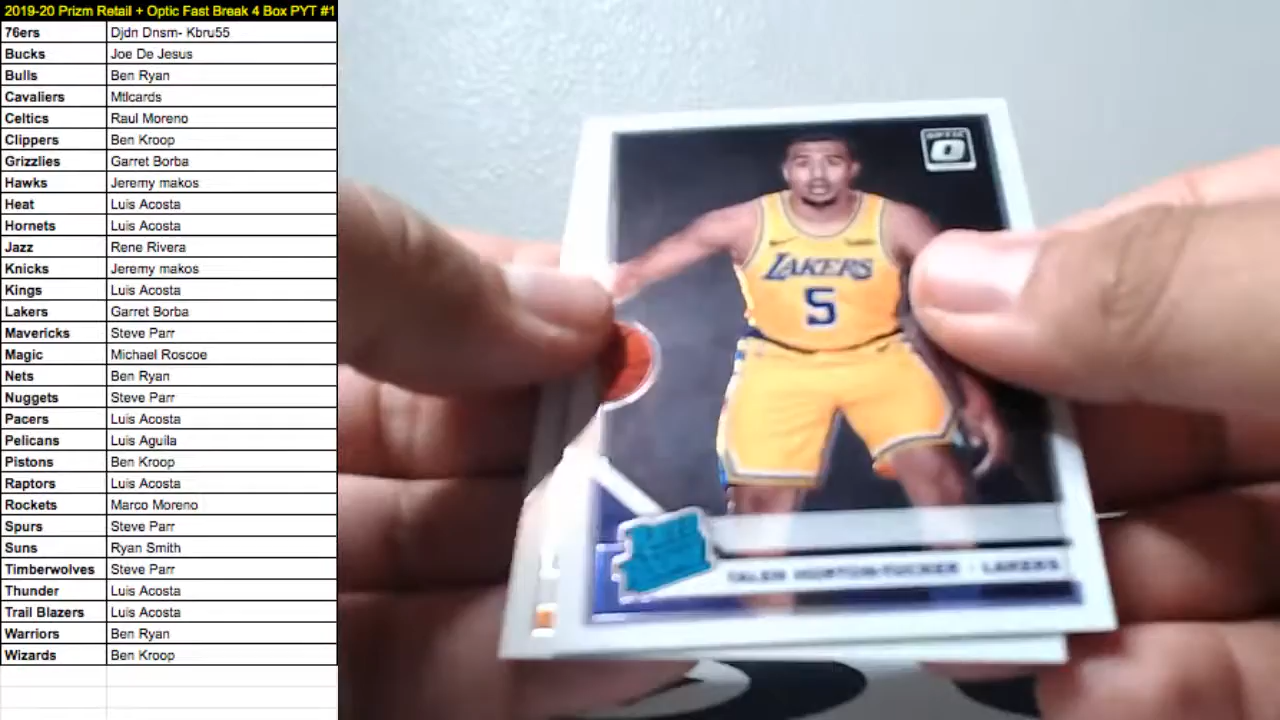 2019-20 Prizm Retail + Optic Fast Break 4 Box PYT #1
76ers Djdn Dnsm- Kbru55
Bucks Joe De Jesus
Bulls Ben Ryan
Cavaliers Mtlcards
Celtics Raul Moreno
Clippers Ben Kroop
Grizzlies Garret Borba
Hawks Jeremy makos
Heat Luis Acosta
Hornets Luis Acosta
Jazz Rene Rivera
Knicks Jeremy makos
Kings Luis Acosta
Lakers Garret Borba
Mavericks Steve Parr
Magic Michael Roscoe
Nets Ben Ryan
Nuggets Steve Parr
Pacers Luis Acosta
Pelicans Luis Aguila
Pistons Ben Kroop
Raptors Luis Acosta
Rockets Marco Moreno
Spurs Steve Parr
Suns Ryan Smith
Timberwolves Steve Parr
Thunder Luis Acosta
Trail Blazers Luis Acosta
Warriors Ben Ryan
Wizards Ben Kroop
OPTIC
O
LAKERS
5
TALEN HORTON-TUCKER - LAKERS